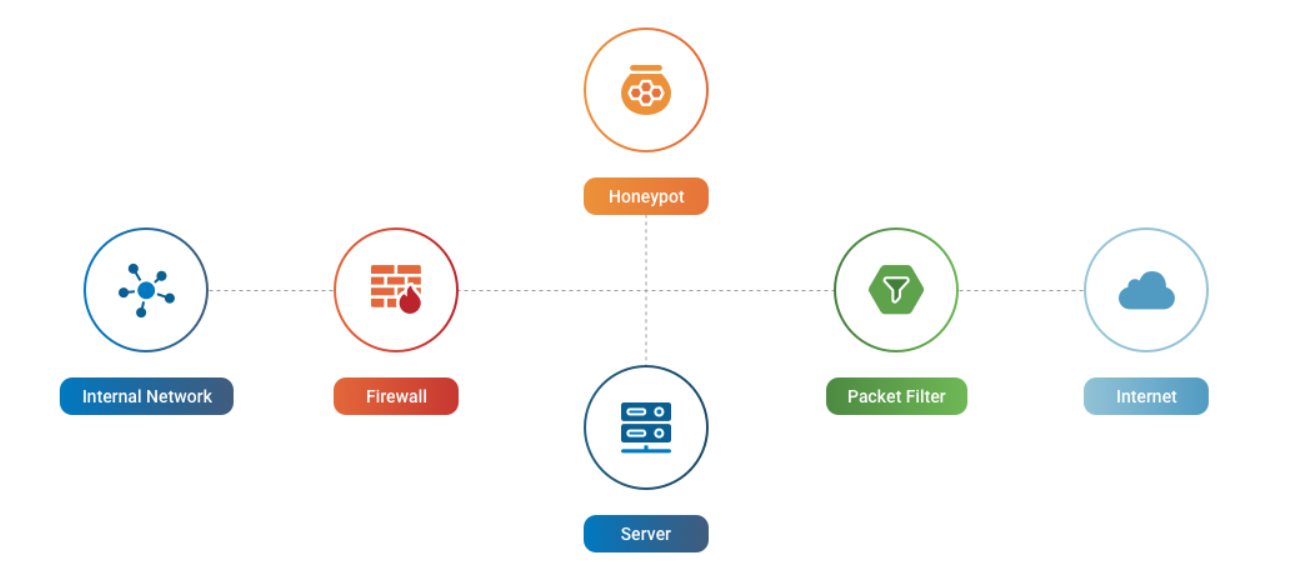 Honeypot
Internal Network
Firewall
Packet Filter
Internet
Server